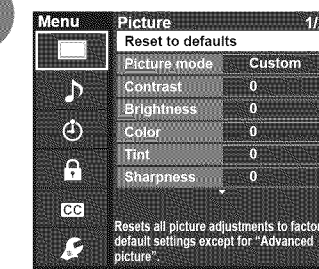 Menu Picture 1/
Reset to defaults
Picture mode Custom
Contrast 0
Brightness 0
Color 0
Tint 0
Sharpness 0
CC
Resets all picture adjustments to factor
default settings except for "Advanced
picture".